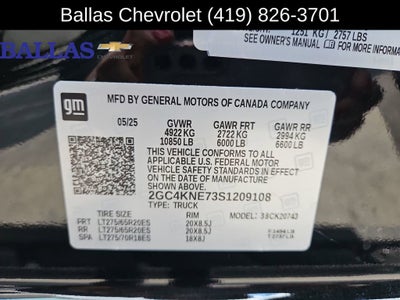 Ballas Chevrolet (419) 826-3701
BALLAS
1251 KG / 2757 LBS
SEE OWNER'S MANUAL FOR
gm
MFD BY GENERAL MOTORS OF CANADA COMPANY
05/25 GVWR GAWR FRT GAWR RR
4922 KG 2722 KG 2994 KG
10850 LB 6000 LB 6600 LB
THIS VEHICLE CONFORMS TO ALL
APPLICABLE U.S. FEDERAL MOTOR
VEHICLE SAFETY STANDARDS IN
EFFECT ON THE DATE OF
MANUFACTURE SHOWN ABOVE.
2GC4KNE73S1209108
TYPE: TRUCK
TIRE SIZE RIM MODEL: 38CK20743
FRT LT275/65R20ES 20X8.5J
RR LT275/65R20ES 20X8.5J
SPA LT275/70R18ES 18X8J